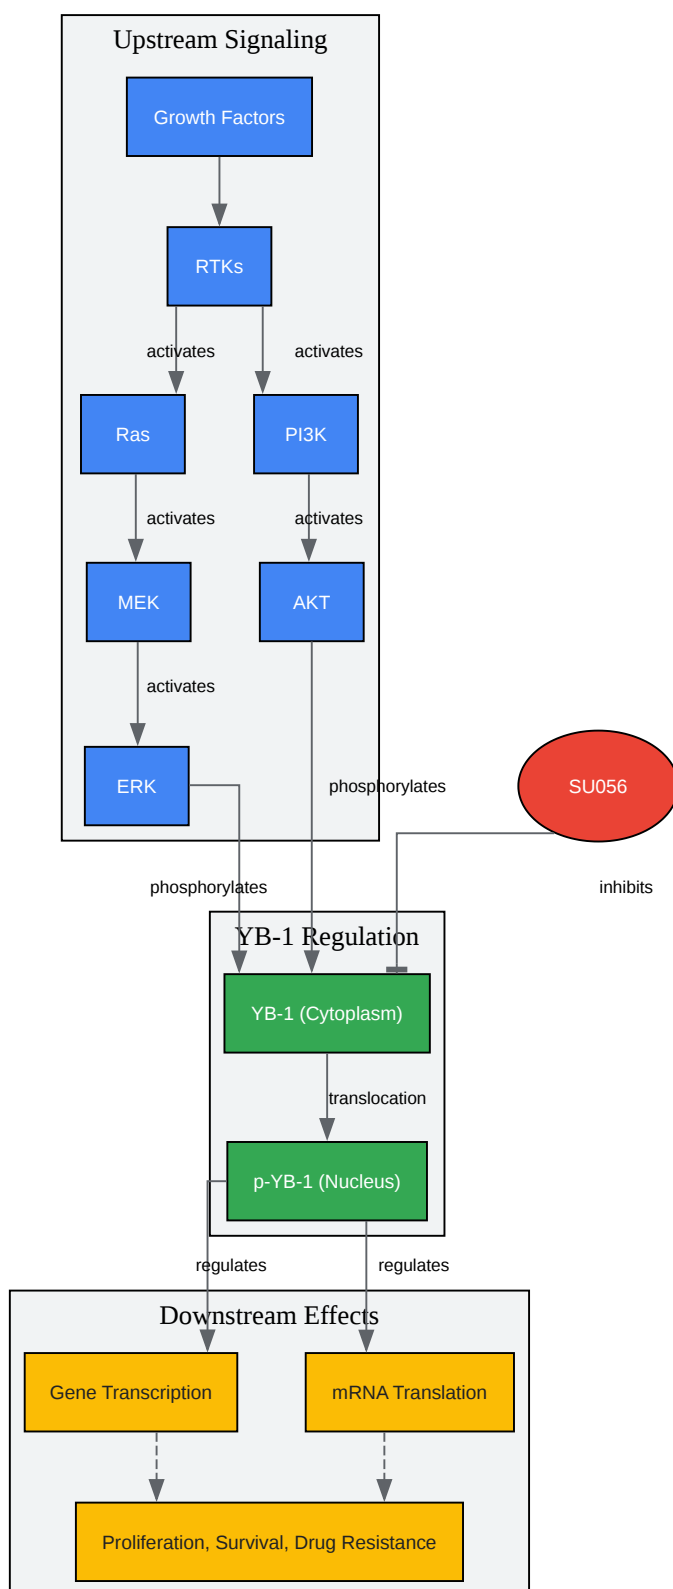 Upstream Signaling
Growth Factors
RTKs
activates
activates
Ras
PI3K
activates
activates
MEK
AKT
activates
ERK
phosphorylates
SU056
phosphorylates
inhibits
YB-1 Regulation
YB-1 (Cytoplasm)
translocation
p-YB-1 (Nucleus)
regulates
regulates
Downstream Effects
Gene Transcription
mRNA Translation
Proliferation, Survival, Drug Resistance